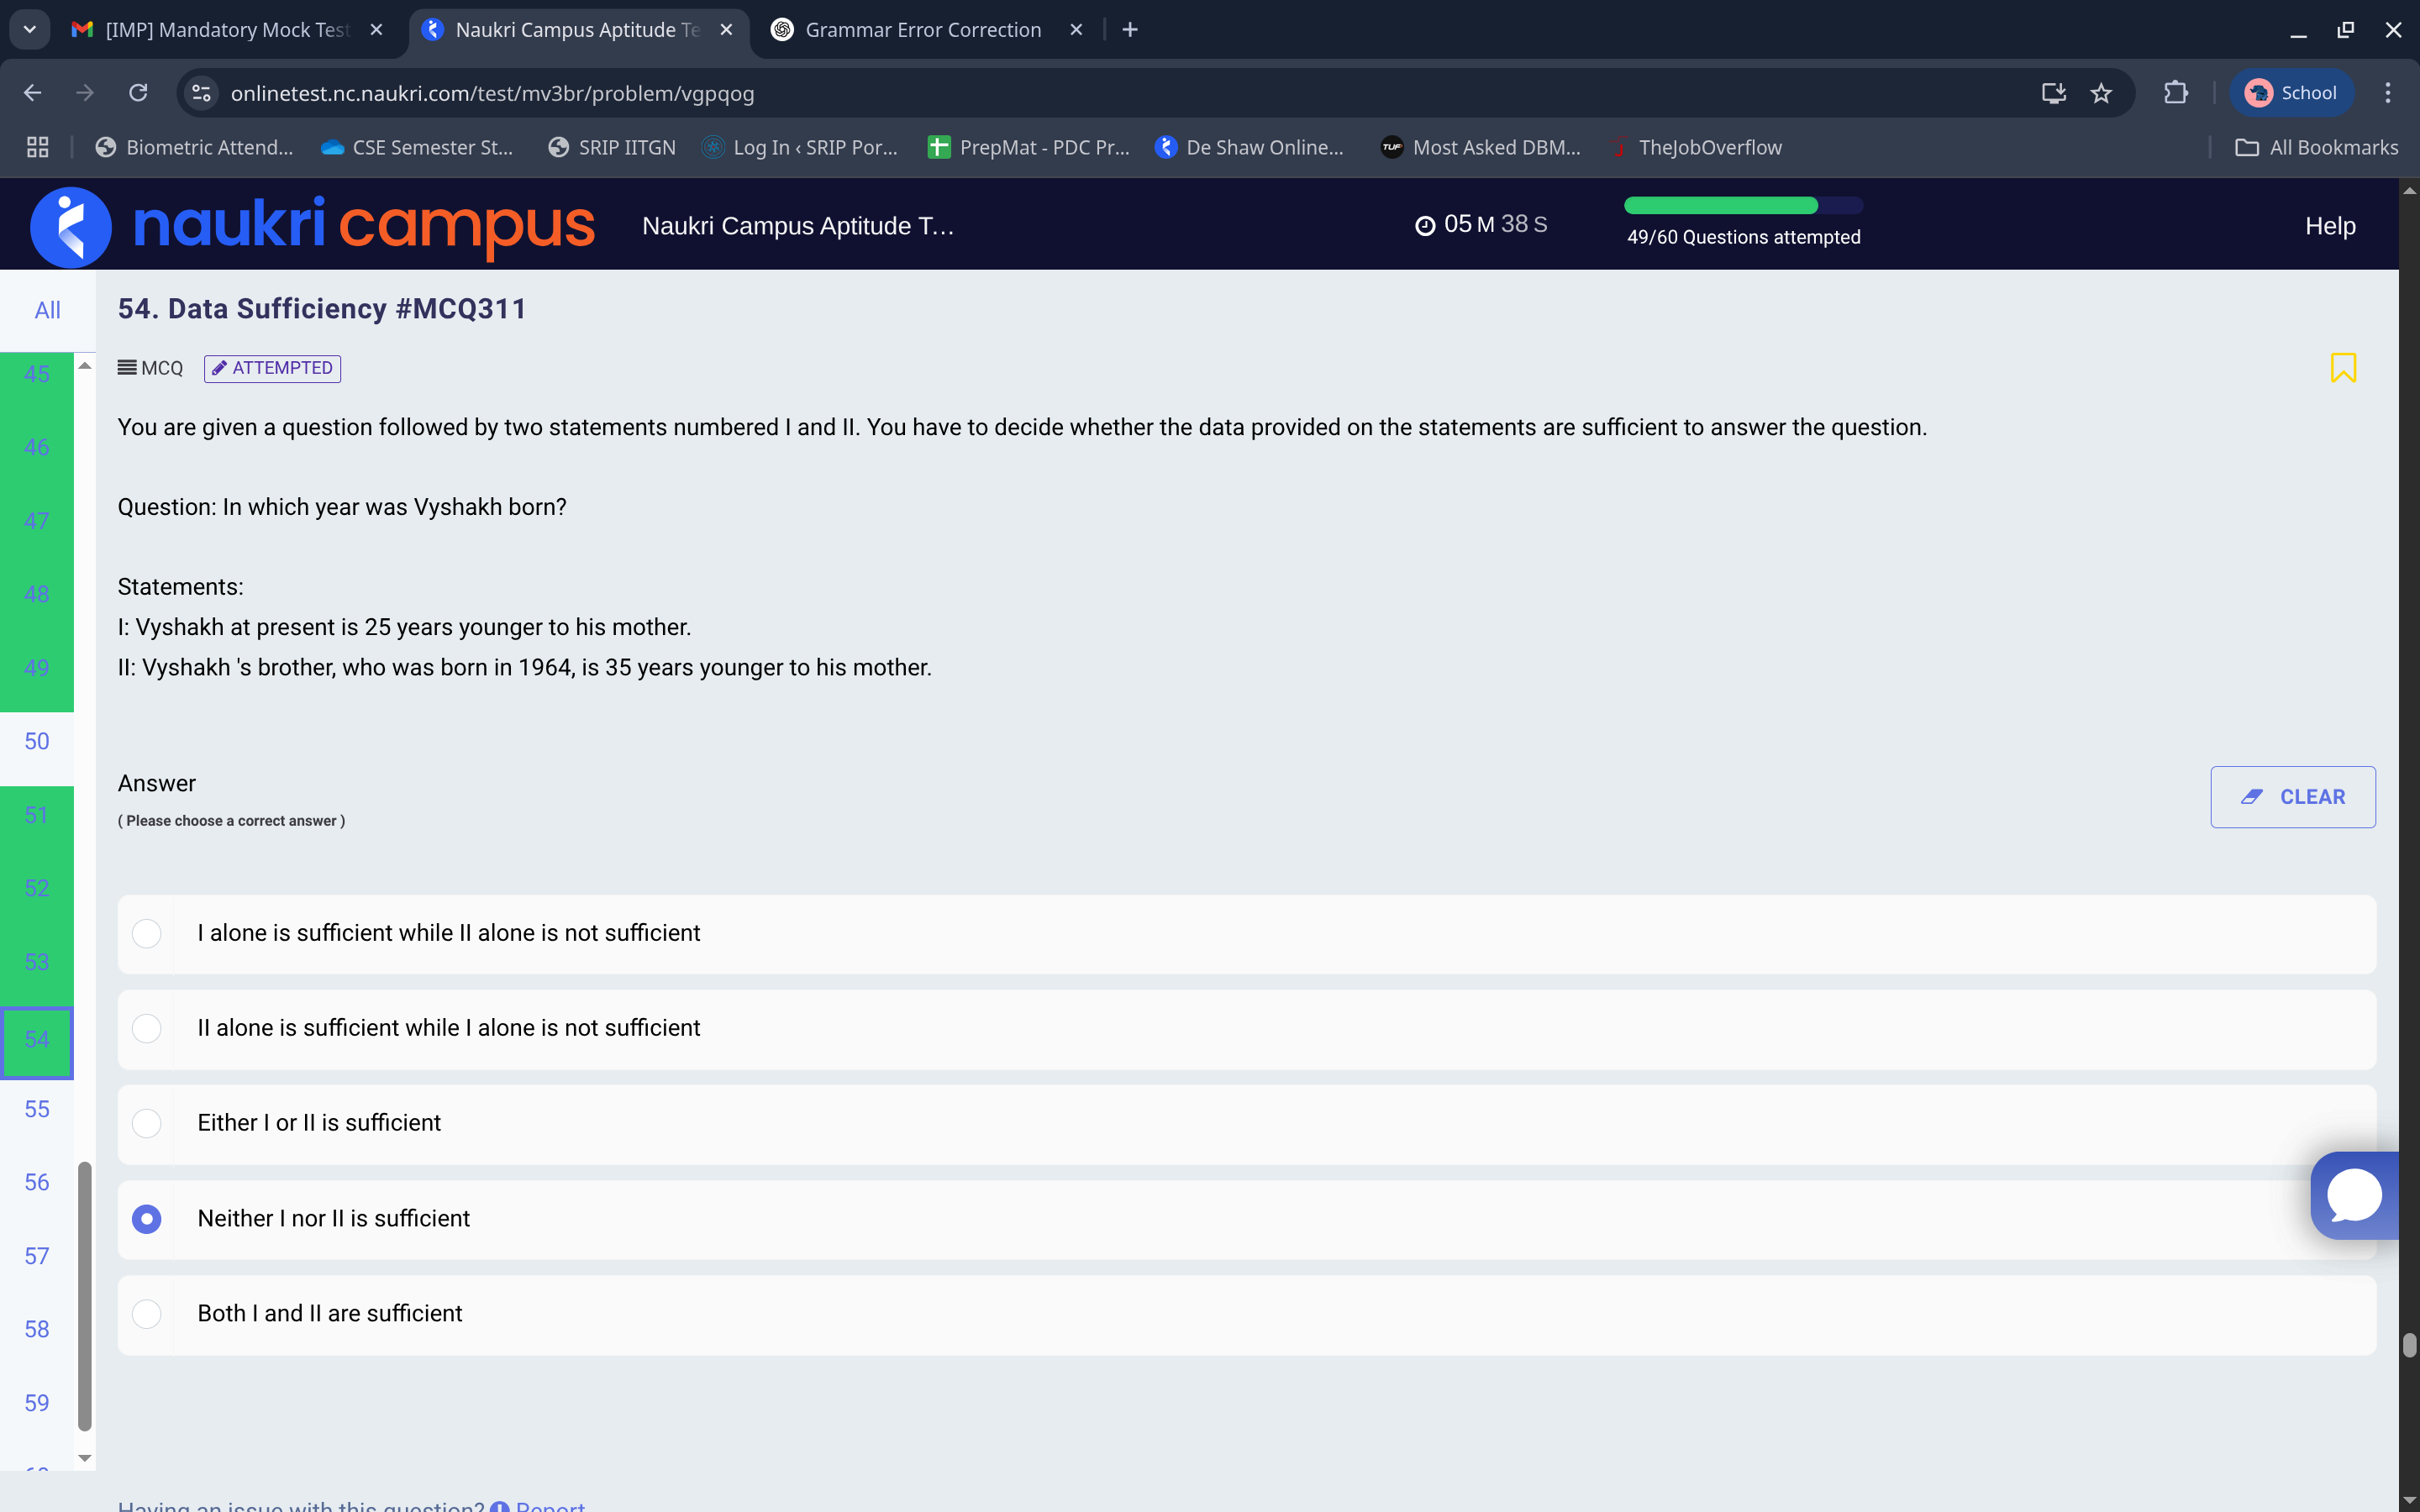 [IMP] Mandatory Mock Test
Naukri Campus Aptitude Te
Grammar Error Correction
onlinetest.nc.naukri.com/test/mv3br/problem/vgpqog
School
Biometric Attend...
CSE Semester St...
SRIP IITGN
Log In ‹ SRIP Por...
PrepMat - PDC Pr...
De Shaw Online...
TUF
Most Asked DBM...
TheJobOverflow
All Bookmarks
naukri campus
Naukri Campus Aptitude T...
05 M 38 S
49/60 Questions attempted
Help
All
54. Data Sufficiency #MCQ311
MCQ
ATTEMPTED
You are given a question followed by two statements numbered I and II. You have to decide whether the data provided on the statements are sufficient to answer the question.
Question: In which year was Vyshakh born?
Statements:
I: Vyshakh at present is 25 years younger to his mother.
II: Vyshakh 's brother, who was born in 1964, is 35 years younger to his mother.
Answer
( Please choose a correct answer )
CLEAR
I alone is sufficient while II alone is not sufficient
II alone is sufficient while I alone is not sufficient
Either I or II is sufficient
Neither I nor II is sufficient
Both I and II are sufficient
45
46
47
48
49
50
51
52
53
54
55
56
57
58
59
Having an issue with this question? Report